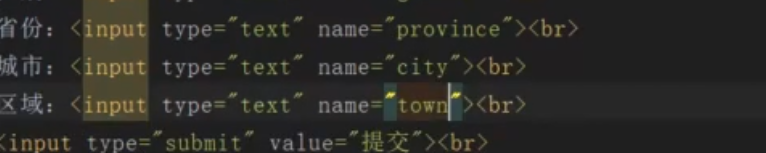 省份：<input type="text" name="province"><br>
城市：<input type="text" name="city"><br>
区域：<input type="text" name="town"><br>
<input type="submit" value="提交"><br>